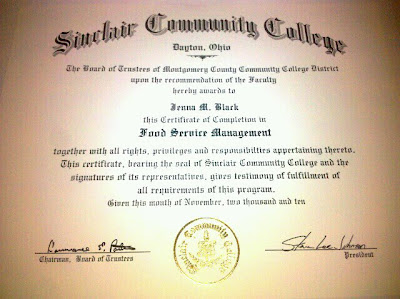 Sinclair Community College
Dayton, Ohio
The Board of Trustees of Montgomery County Community College District
upon the recommendation of the Faculty
hereby awards to
Jenna M. Black
this Certificate of Completion in
Food Service Management
together with all rights, privileges and responsibilities appertaining thereto.
This certificate, bearing the seal of Sinclair Community College and the
signatures of its representatives, gives testimony of fulfillment of
all requirements of this program.
Given this month of November, two thousand and ten
Sinclair Community College
Chairman, Board of Trustees
President